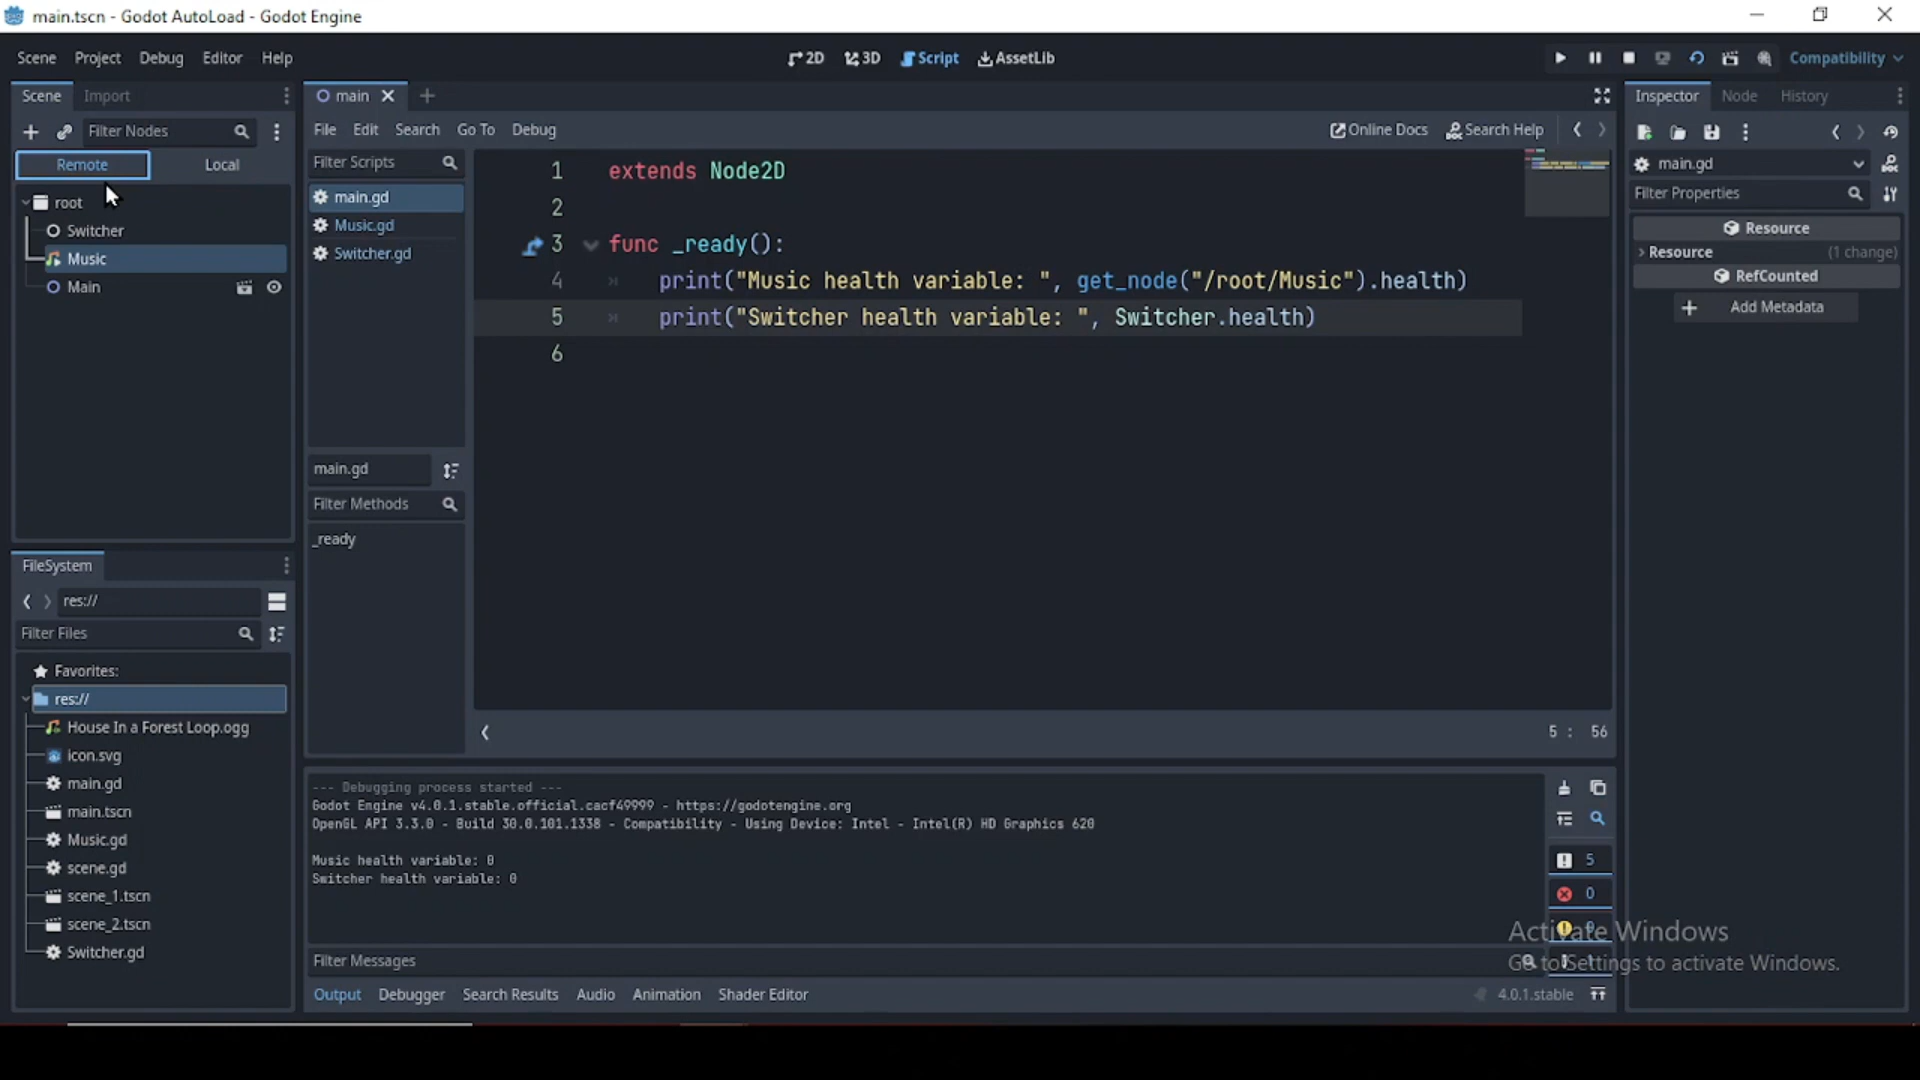 main.tscn - Godot AutoLoad - Godot Engine
Scene Project Debug Editor Help
2D 3D Script AssetLib
Compatibility
Scene Import
Filter Nodes
Remote Local
root
Switcher
Music
Main
FileSystem
res://
Filter Files
Favorites:
res://
House In a Forest Loop.ogg
icon.svg
main.gd
main.tscn
Music.gd
scene.gd
scene_1.tscn
scene_2.tscn
Switcher.gd
main
File Edit Search Go To Debug
Online Docs Search Help
Filter Scripts
main.gd
Music.gd
Switcher.gd
main.gd
Filter Methods
_ready
1 extends Node2D
2
3 func _ready():
4 print("Music health variable: ", get_node("/root/Music").health)
5 print("Switcher health variable: ", Switcher.health)
6
5 : 56
--- Debugging process started ---
Godot Engine v4.0.1.stable.official.cacf49999 - https://godotengine.org
OpenGL API 3.3.0 - Build 30.0.101.1338 - Compatibility - Using Device: Intel - Intel(R) HD Graphics 620
Music health variable: 0
Switcher health variable: 0
5
0
Filter Messages
Output Debugger Search Results Audio Animation Shader Editor
4.0.1.stable
Inspector Node History
main.gd
Filter Properties
Resource
Resource (1 change)
RefCounted
Add Metadata
Activate Windows
Go to Settings to activate Windows.